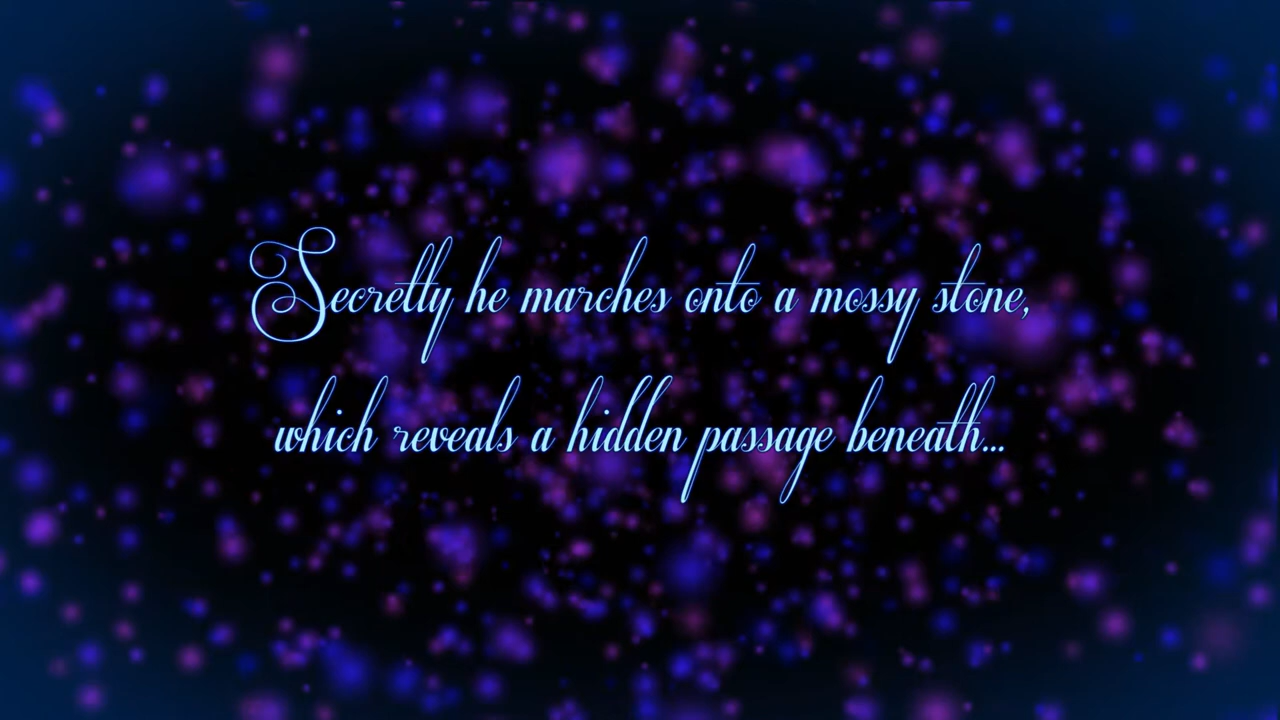 Secretly he marches onto a mossy stone,
which reveals a hidden passage beneath...